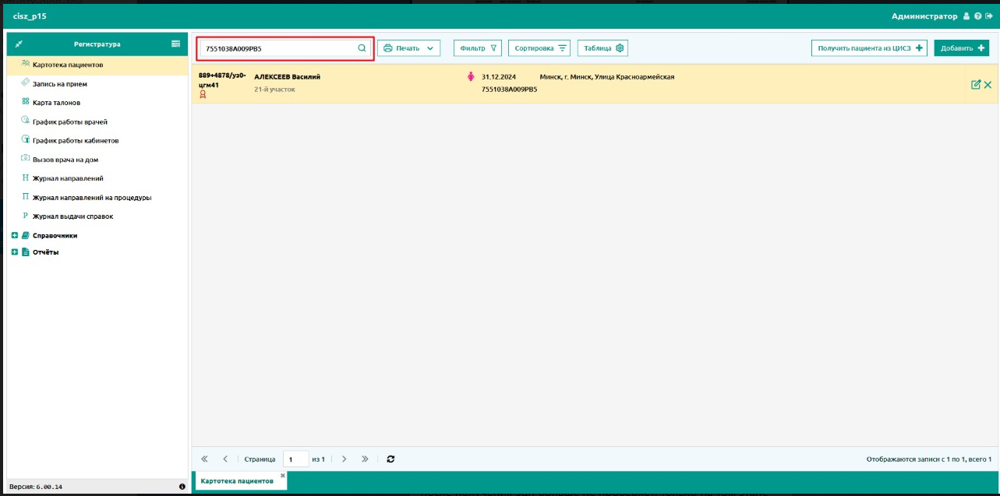 cisz_p15
Администратор
Регистратура
Картотека пациентов
Запись на прием
Карта талонов
График работы врачей
График работы кабинетов
Вызов врача на дом
Н Журнал направлений
П Журнал направлений на процедуры
Р Журнал выдачи справок
Справочники
Отчёты
Версия: 6.00.14
7551038A009PB5
Печать
Фильтр
Сортировка
Таблица
Получить пациента из ЦИСЗ
Добавить
889+4878/уз0-
цгм41
АЛЕКСЕЕВ Василий
21-й участок
31.12.2024
7551038A009PB5
Минск, г. Минск, Улица Красноармейская
Страница 1 из 1
Отображаются записи с 1 по 1, всего 1
Картотека пациентов